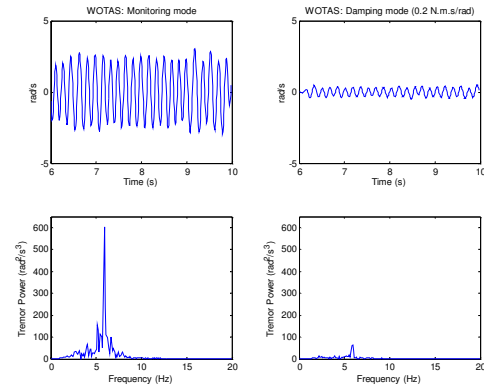 WOTAS: Monitoring mode
5
0
-5
rad/s
6 7 8 9 10
Time (s)
WOTAS: Damping mode (0.2 N.m.s/rad)
5
0
-5
rad/s
6 7 8 9 10
Time (s)
600
500
400
300
200
100
0
Tremor Power (rad²/s³)
0 5 10 15 20
Frequency (Hz)
600
500
400
300
200
100
0
Tremor Power (rad²/s³)
0 5 10 15 20
Frequency (Hz)